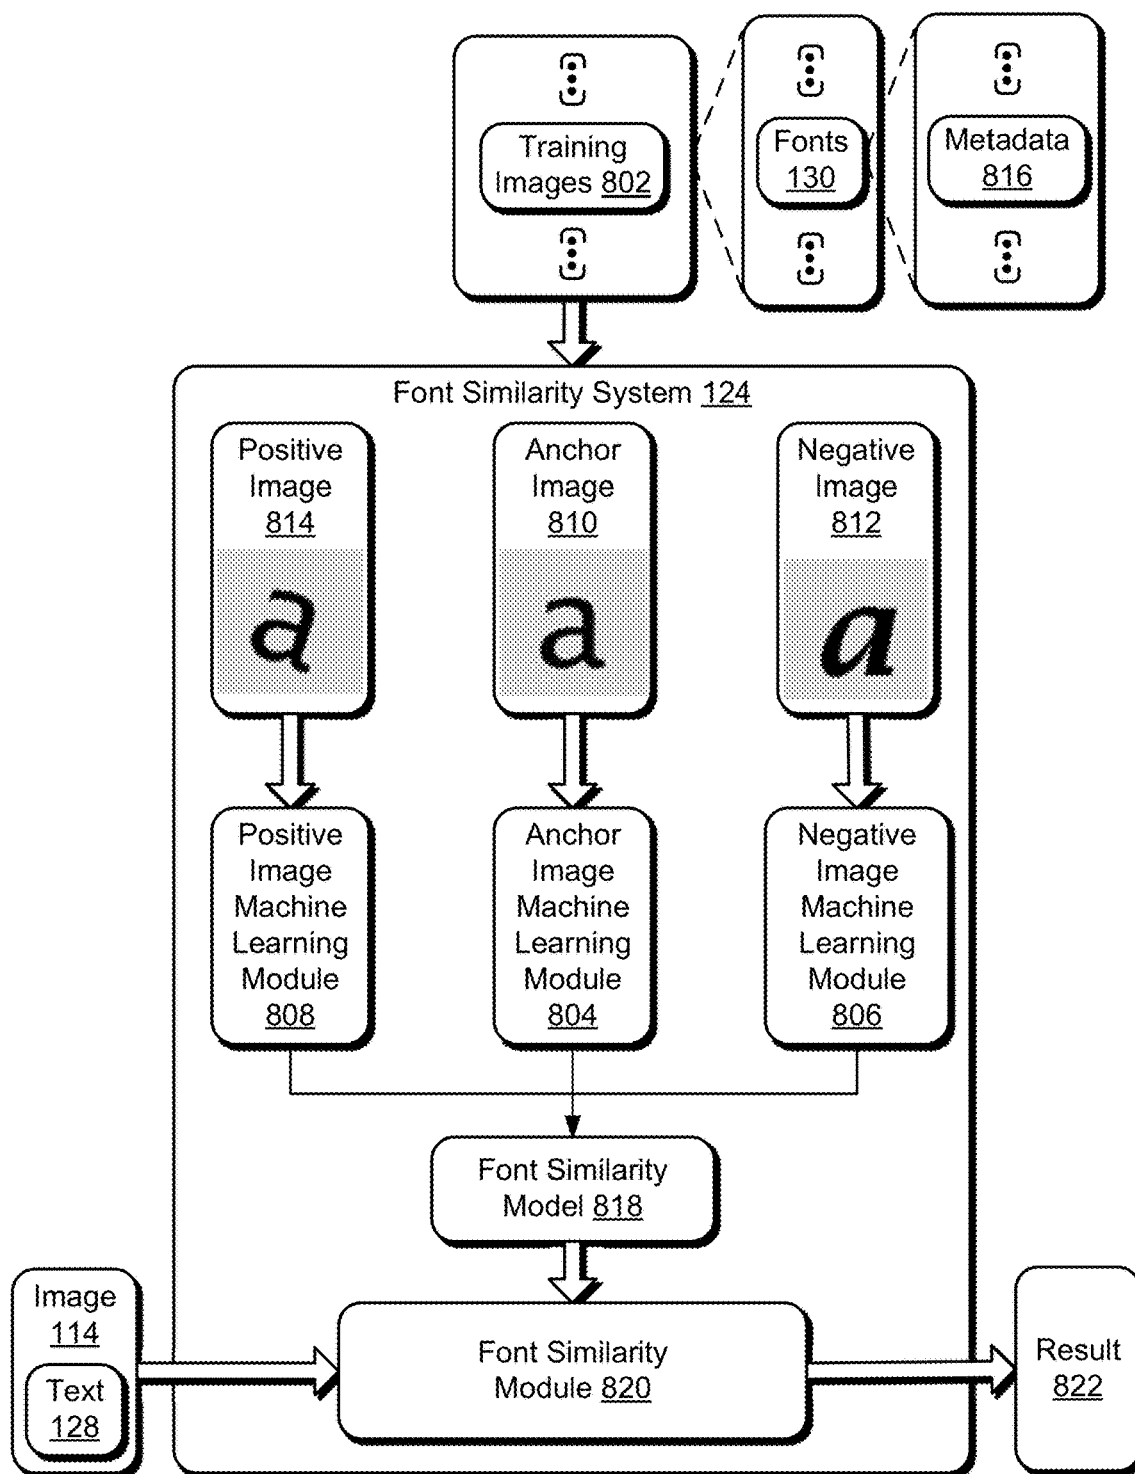 Training
Images 802
Fonts
130
Metadata
816
Font Similarity System 124
Positive
Image
814
a
Anchor
Image
810
a
Negative
Image
812
a
Positive
Image
Machine
Learning
Module
808
Anchor
Image
Machine
Learning
Module
804
Negative
Image
Machine
Learning
Module
806
Font Similarity
Model 818
Image
114
Text
128
Font Similarity
Module 820
Result
822